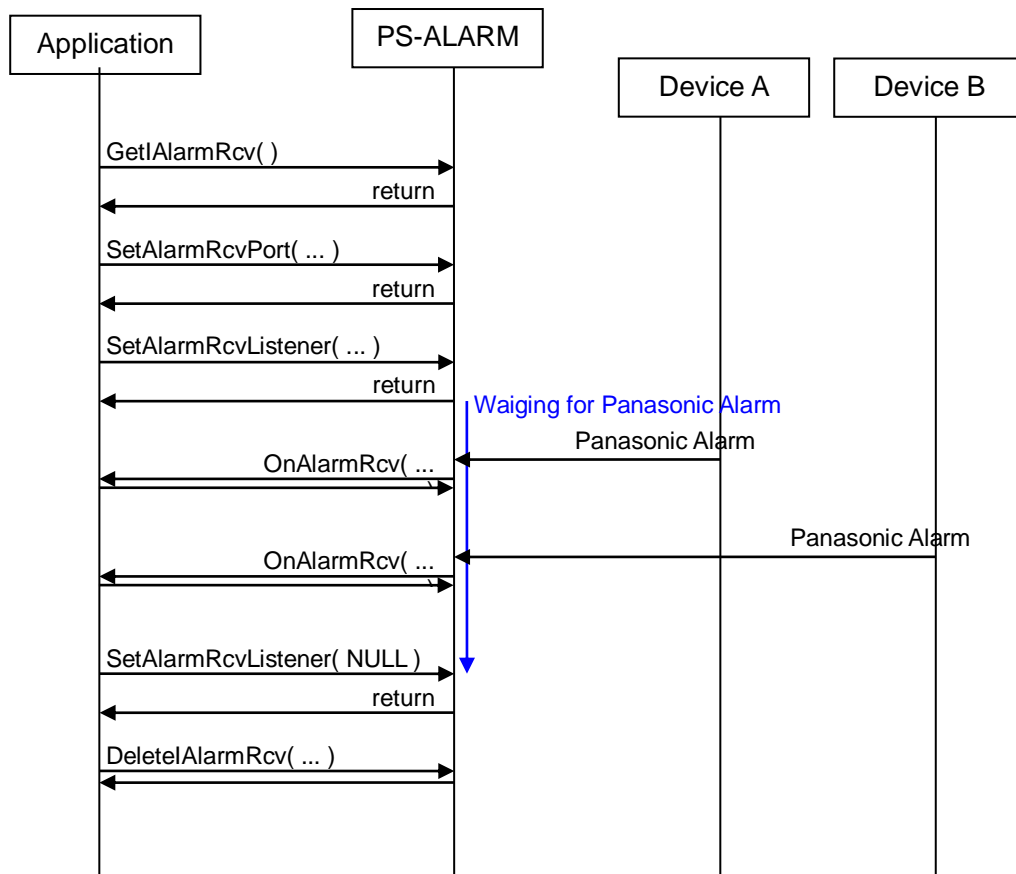 Application
PS-ALARM
Device A
Device B
GetIAlarmRcv( )
return
SetAlarmRcvPort( ... )
return
SetAlarmRcvListener( ... )
return
Waiging for Panasonic Alarm
Panasonic Alarm
OnAlarmRcv( ...
Panasonic Alarm
OnAlarmRcv( ...
SetAlarmRcvListener( NULL )
return
DeleteIAlarmRcv( ... )